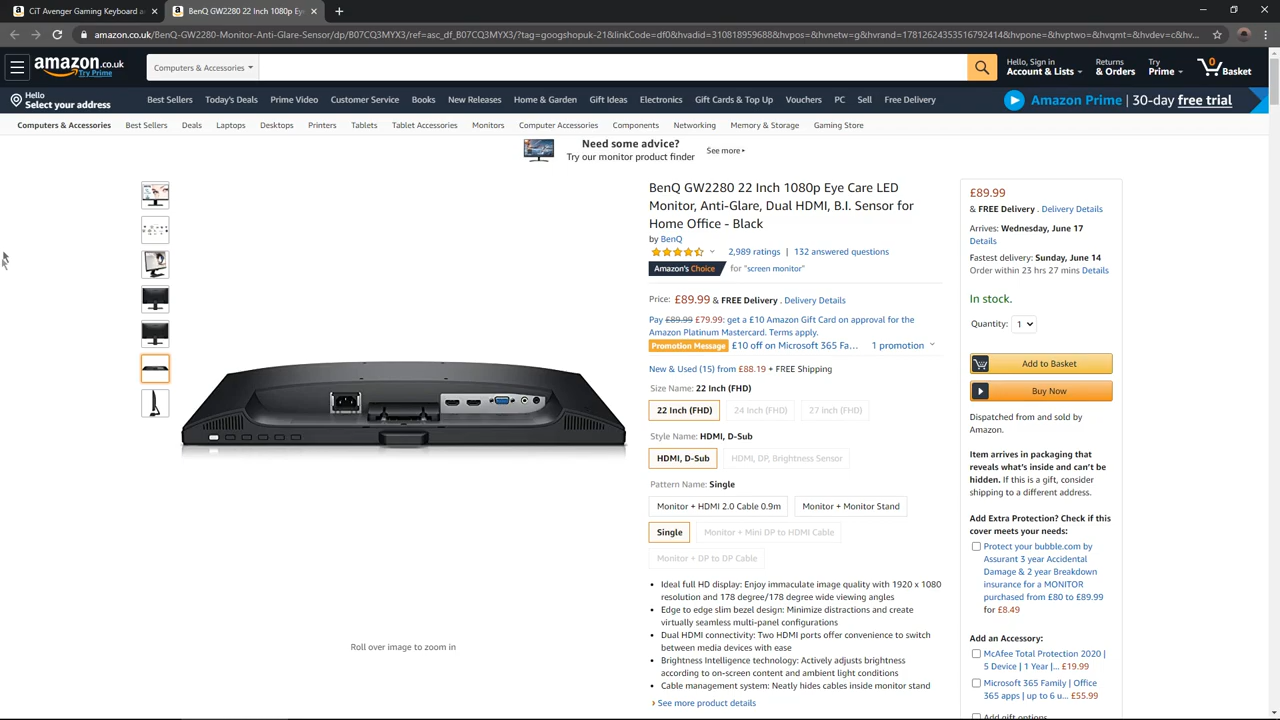 CiT Avenger Gaming Keyboard a
BenQ GW2280 22 Inch 1080p Eye
amazon.co.uk/BenQ-GW2280-Monitor-Anti-Glare-Sensor/dp/B07CQ3MYX3/ref=asc_df_B07CQ3MYX3/?tag=googshopuk-21&linkCode=df0&hvadid=310818959688&hvpos=&hvnetw=g&hvrand=17812643535167924​14&hvpone=&hvptwo=&hvqmt=&hvdev=c&hv...
amazon.co.uk
Try Prime
Computers & Accessories
Hello, Sign in
Account & Lists
Returns
& Orders
Try
Prime
0
Basket
Hello
Select your address
Best Sellers Today's Deals Prime Video Customer Service Books New Releases Home & Garden Gift Ideas Electronics Gift Cards & Top Up Vouchers PC Sell Free Delivery
Amazon Prime | 30-day free trial
Computers & Accessories Best Sellers Deals Laptops Desktops Printers Tablets Tablet Accessories Monitors Computer Accessories Components Networking Memory & Storage Gaming Store
Need some advice?
Try our monitor product finder
See more
BenQ GW2280 22 Inch 1080p Eye Care LED
Monitor, Anti-Glare, Dual HDMI, B.I. Sensor for
Home Office - Black
by BenQ
2,989 ratings | 132 answered questions
Amazon's Choice for "screen monitor"
Price: £89.99 & FREE Delivery . Delivery Details
Pay £89.99 £79.99: get a £10 Amazon Gift Card on approval for the
Amazon Platinum Mastercard. Terms apply.
Promotion Message £10 off on Microsoft 365 Fa... 1 promotion
New & Used (15) from £88.19 + FREE Shipping
Size Name: 22 Inch (FHD)
22 Inch (FHD) 24 Inch (FHD) 27 inch (FHD)
Style Name: HDMI, D-Sub
HDMI, D-Sub HDMI, DP, Brightness Sensor
Pattern Name: Single
Monitor + HDMI 2.0 Cable 0.9m Monitor + Monitor Stand
Single Monitor + Mini DP to HDMI Cable
Monitor + DP to DP Cable
Ideal full HD display: Enjoy immaculate image quality with 1920 x 1080
resolution and 178 degree/178 degree wide viewing angles
Edge to edge slim bezel design: Minimize distractions and create
virtually seamless multi-panel configurations
Dual HDMI connectivity: Two HDMI ports offer convenience to switch
between media devices with ease
Brightness Intelligence technology: Actively adjusts brightness
according to on-screen content and ambient light conditions
Cable management system: Neatly hides cables inside monitor stand
› See more product details
Roll over image to zoom in
£89.99
& FREE Delivery . Delivery Details
Arrives: Wednesday, June 17
Details
Fastest delivery: Sunday, June 14
Order within 23 hrs 27 mins Details
In stock.
Quantity: 1
Add to Basket
Buy Now
Dispatched from and sold by
Amazon.
Item arrives in packaging that
reveals what's inside and can't be
hidden. If this is a gift, consider
shipping to a different address.
Add Extra Protection? Check if this
cover meets your needs:
Protect your bubble.com by
Assurant 3 year Accidental
Damage & 2 year Breakdown
insurance for a MONITOR
purchased from £80 to £89.99
for £8.49
Add an Accessory:
McAfee Total Protection 2020 |
5 Device | 1 Year |... £19.99
Microsoft 365 Family | Office
365 apps | up to 6 u... £55.99
Add gift options